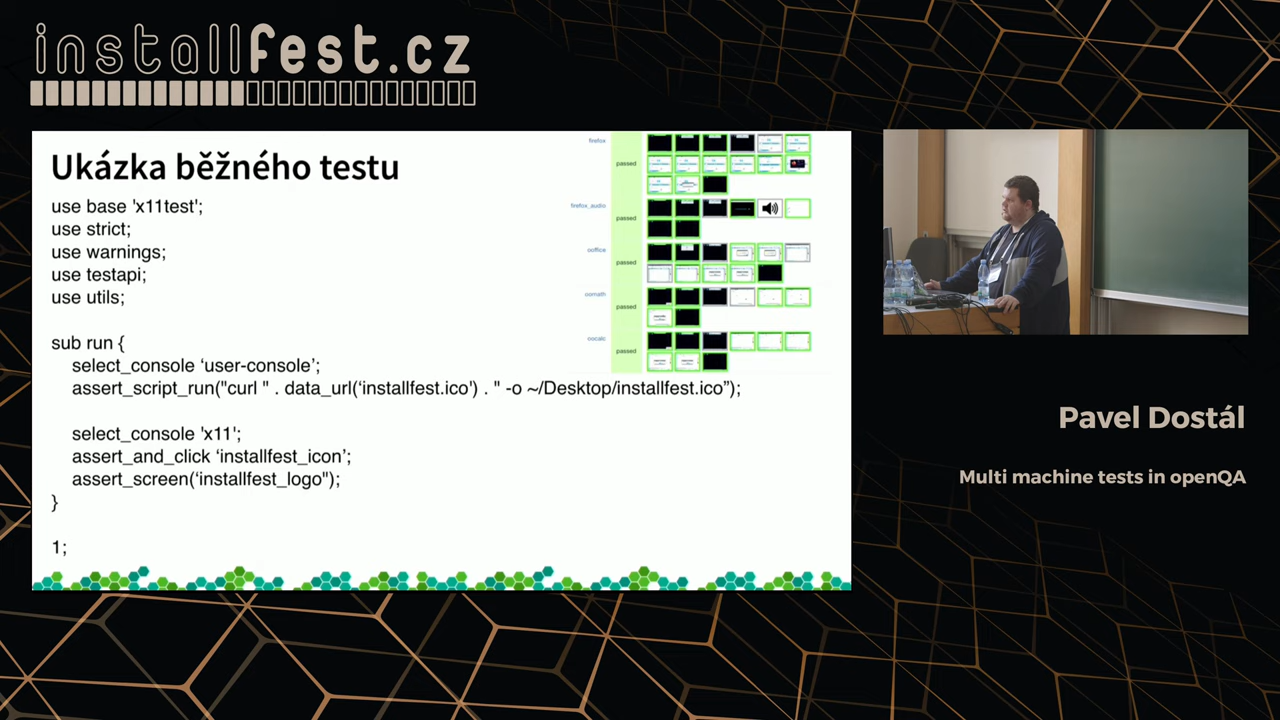 installfest.cz
Ukázka běžného testu
use base 'x11test';
use strict;
use warnings;
use testapi;
use utils;
sub run {
select_console ‘user-console’;
assert_script_run("curl " . data_url(‘installfest.ico') . " -o ~/Desktop/installfest.ico”);
select_console 'x11';
assert_and_click ‘installfest_icon’;
assert_screen(‘installfest_logo");
}
1;
firefox
passed
firefox_audio
passed
ooffice
passed
oomath
passed
oocalc
passed
Pavel Dostál
Multi machine tests in openQA